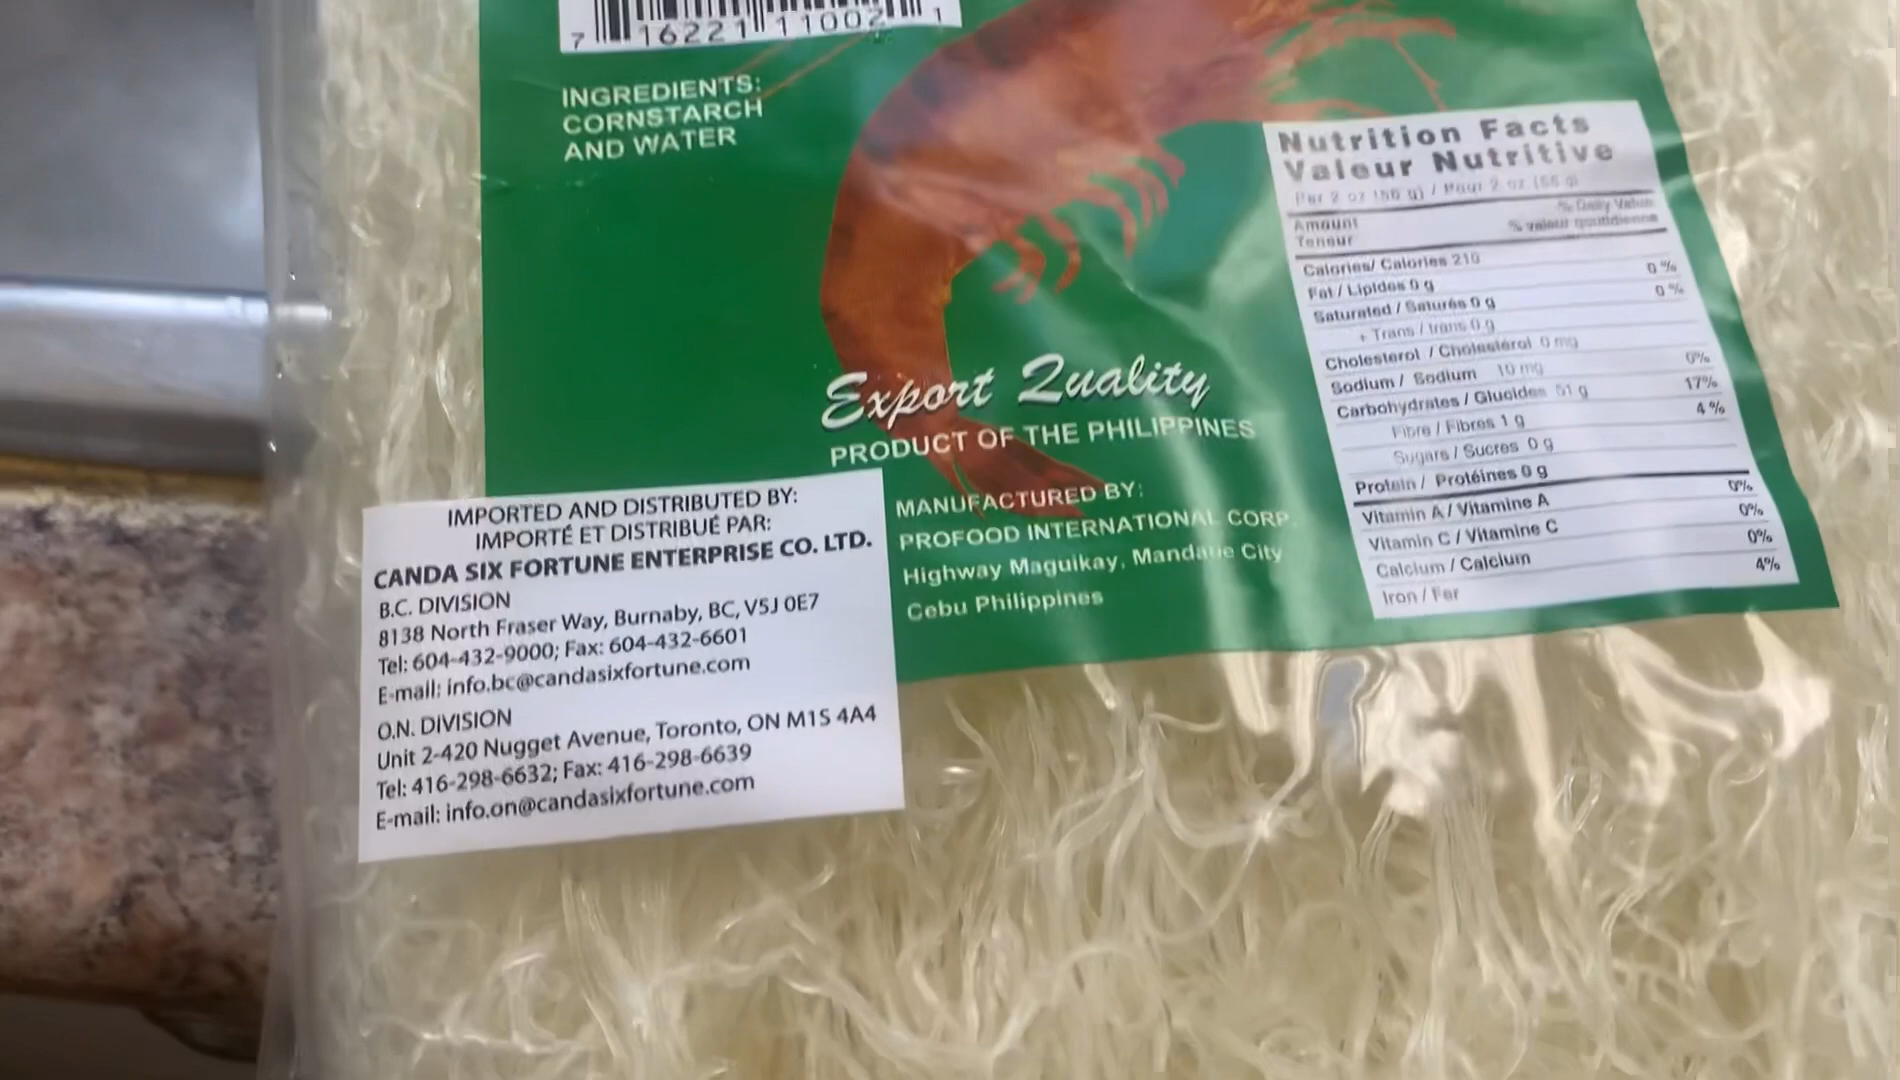 7 16221 11002 1
INGREDIENTS:
CORNSTARCH
AND WATER
Export Quality
PRODUCT OF THE PHILIPPINES
MANUFACTURED BY:
PROFOOD INTERNATIONAL CORP.
Highway Maguikay, Mandaue City
Cebu Philippines
IMPORTED AND DISTRIBUTED BY:
IMPORTÉ ET DISTRIBUÉ PAR:
CANDA SIX FORTUNE ENTERPRISE CO. LTD.
B.C. DIVISION
8138 North Fraser Way, Burnaby, BC, V5J 0E7
Tel: 604-432-9000; Fax: 604-432-6601
E-mail: info.bc@candasixfortune.com
O.N. DIVISION
Unit 2-420 Nugget Avenue, Toronto, ON M1S 4A4
Tel: 416-298-6632; Fax: 416-298-6639
E-mail: info.on@candasixfortune.com
Nutrition Facts
Valeur Nutritive
Per 2 oz (56 g) / Pour 2 oz (56 g)
% Daily Value
Amount
% valeur quotidienne
Teneur
Calories/ Calories 210
Fat / Lipides 0 g 0 %
Saturated / Saturés 0 g 0 %
+ Trans / trans 0 g
Cholesterol / Cholestérol 0 mg
Sodium / Sodium 10 mg 0%
Carbohydrates / Glucides 51 g 17%
Fibre / Fibres 1 g 4 %
Sugars / Sucres 0 g
Protein / Protéines 0 g
Vitamin A / Vitamine A 0%
Vitamin C / Vitamine C 0%
Calcium / Calcium 0%
Iron / Fer 4%